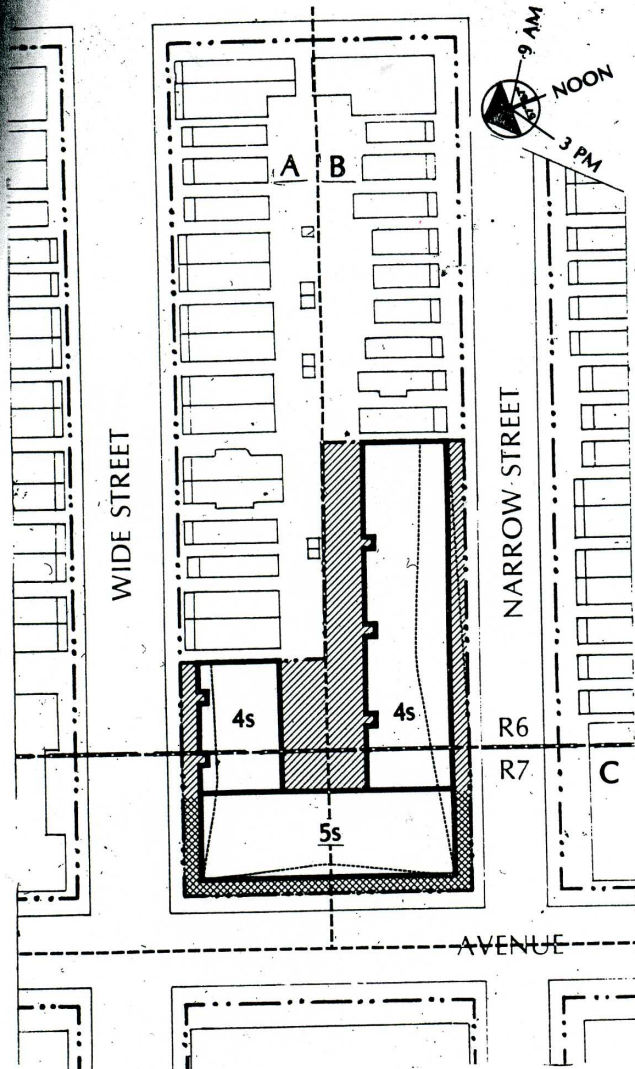 9 AM
NOON
3 PM
A B
WIDE STREET
NARROW STREET
4s
4s
R6
R7
C
5s
AVENUE